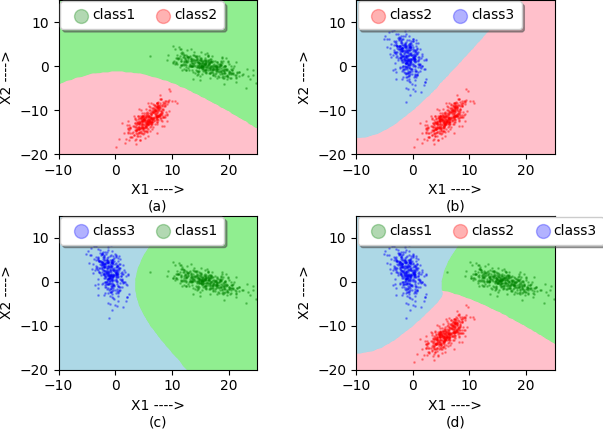 class1 class2
10
0
−10
−20
X2 ---->
−10 0 10 20
X1 ---->
(a)
class2 class3
10
0
−10
−20
X2 ---->
−10 0 10 20
X1 ---->
(b)
class3 class1
10
0
−10
−20
X2 ---->
−10 0 10 20
X1 ---->
(c)
class1 class2 class3
10
0
−10
−20
X2 ---->
−10 0 10 20
X1 ---->
(d)